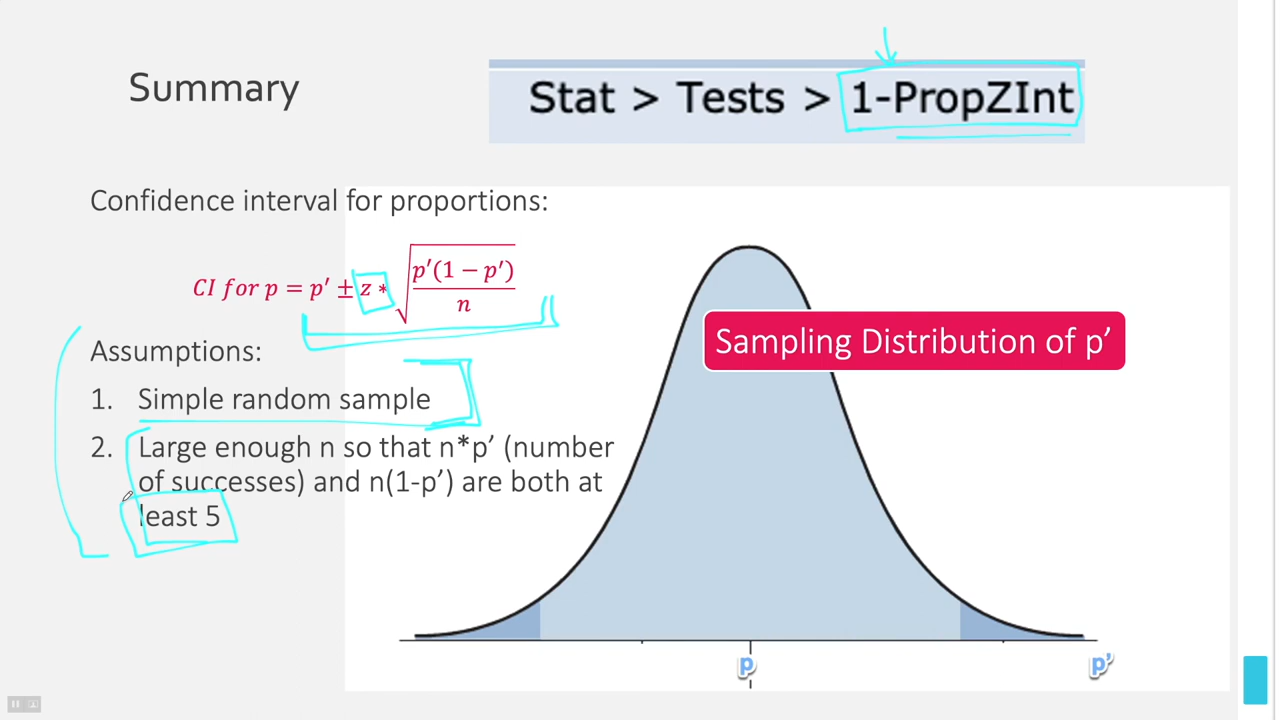 Summary
Stat > Tests > 1-PropZInt
Confidence interval for proportions:
CI for p = p′ ± z * √(p′(1 − p′)/n)
Assumptions:
1. Simple random sample
2. Large enough n so that n*p’ (number
of successes) and n(1-p’) are both at
least 5
Sampling Distribution of p’
p
p’